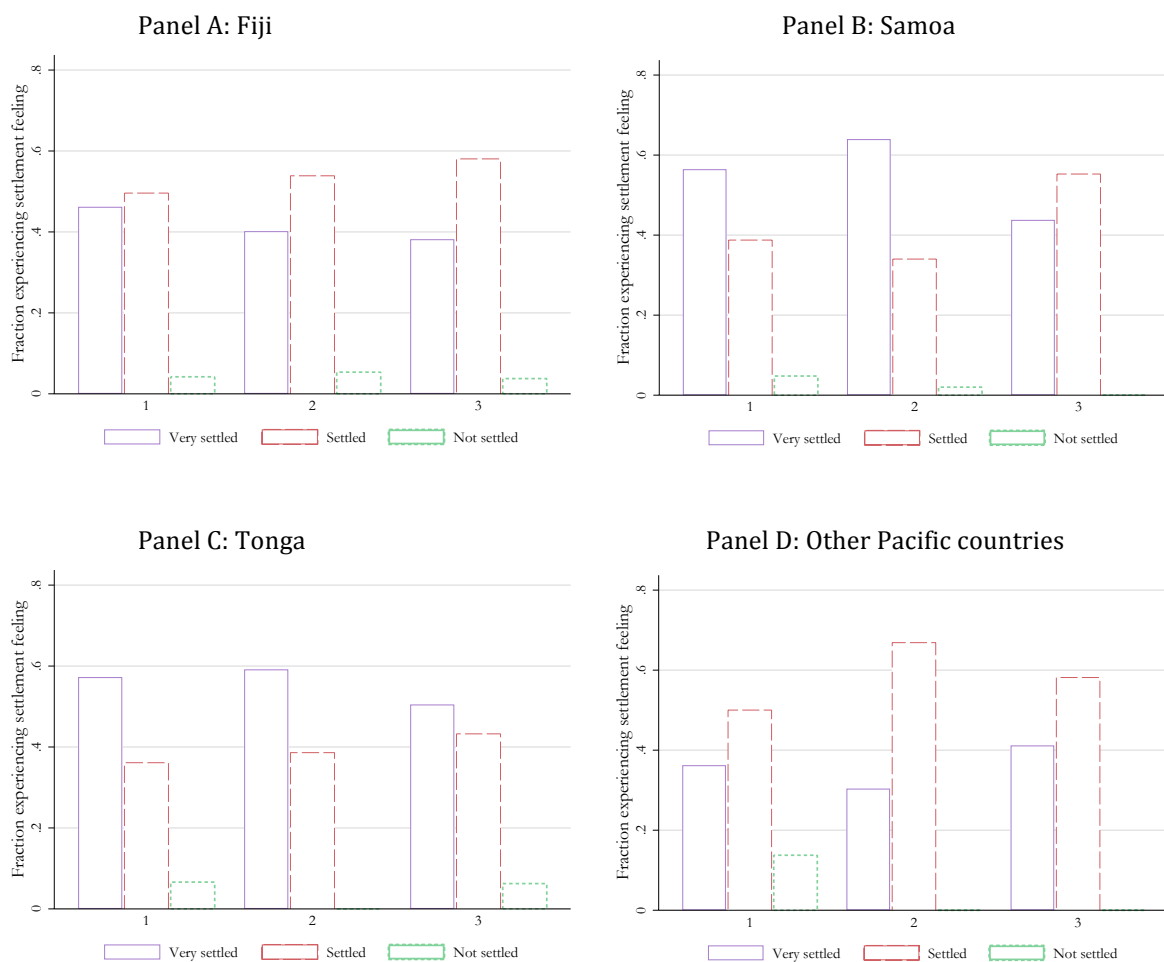 Panel A: Fiji
Fraction experiencing settlement feeling
.8
.6
.4
.2
0
1 2 3
Very settled Settled Not settled
Panel B: Samoa
Fraction experiencing settlement feeling
.8
.6
.4
.2
0
1 2 3
Very settled Settled Not settled
Panel C: Tonga
Fraction experiencing settlement feeling
.8
.6
.4
.2
0
1 2 3
Very settled Settled Not settled
Panel D: Other Pacific countries
Fraction experiencing settlement feeling
.8
.6
.4
.2
0
1 2 3
Very settled Settled Not settled